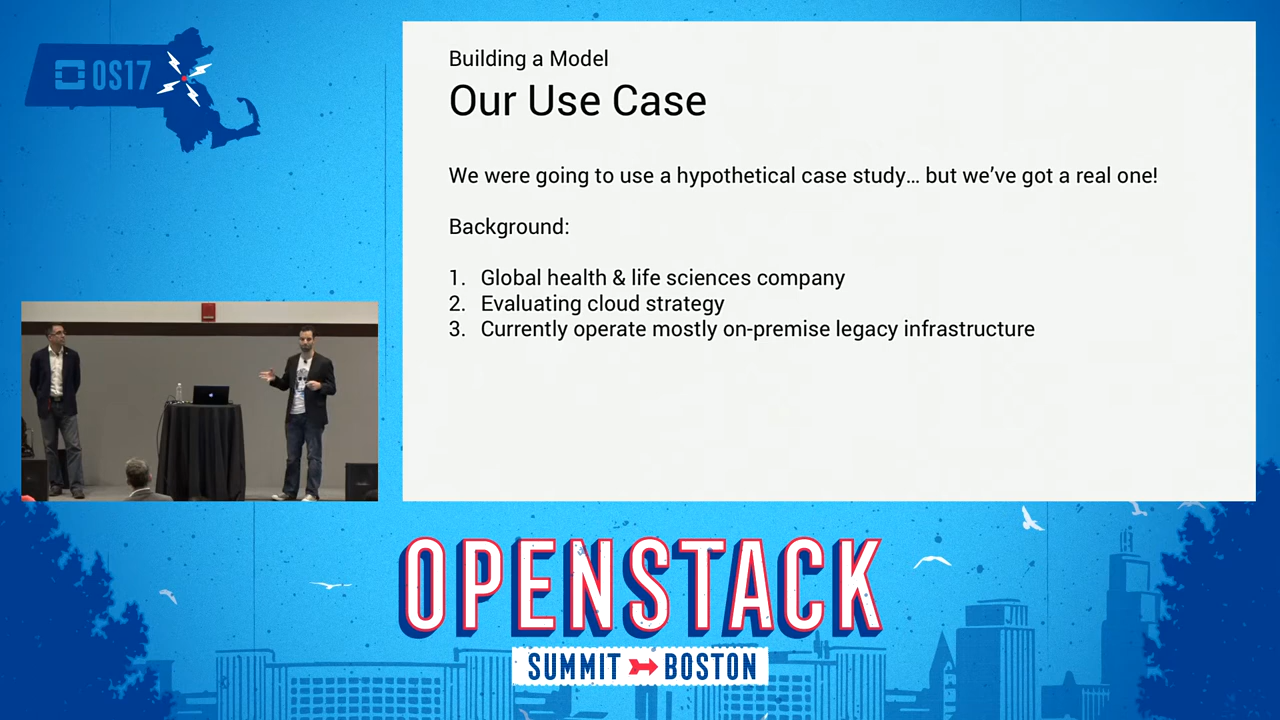 OS17
Building a Model
Our Use Case
We were going to use a hypothetical case study... but we've got a real one!
Background:
1. Global health & life sciences company
2. Evaluating cloud strategy
3. Currently operate mostly on-premise legacy infrastructure
OPENSTACK
SUMMIT BOSTON